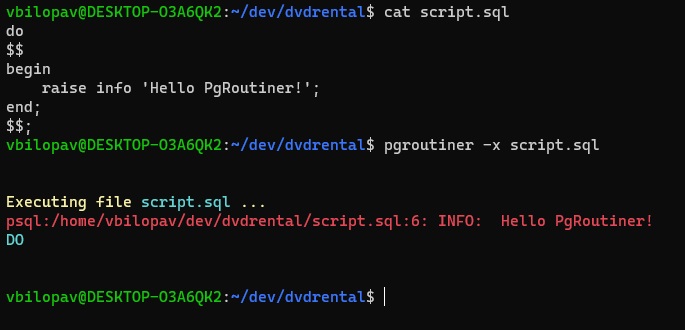 vbilopav@DESKTOP-O3A6QK2:~/dev/dvdrental$ cat script.sql
do
$$
begin
    raise info 'Hello PgRoutiner!';
end;
$$;
vbilopav@DESKTOP-O3A6QK2:~/dev/dvdrental$ pgroutiner -x script.sql
Executing file script.sql ...
psql:/home/vbilopav/dev/dvdrental/script.sql:6: INFO:  Hello PgRoutiner!
DO
vbilopav@DESKTOP-O3A6QK2:~/dev/dvdrental$